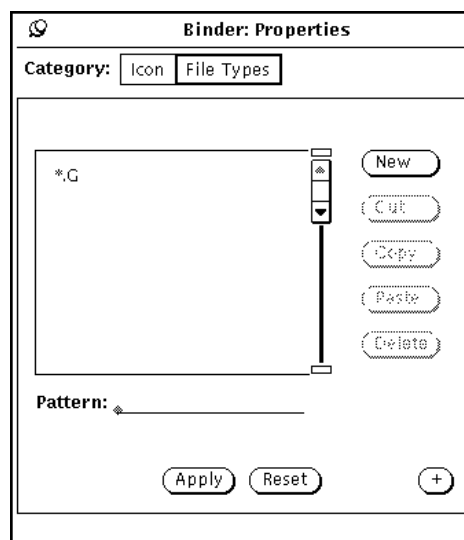 Binder: Properties
Category: Icon File Types
*.G
New
Cut
Copy
Paste
Delete
Pattern:
Apply Reset +